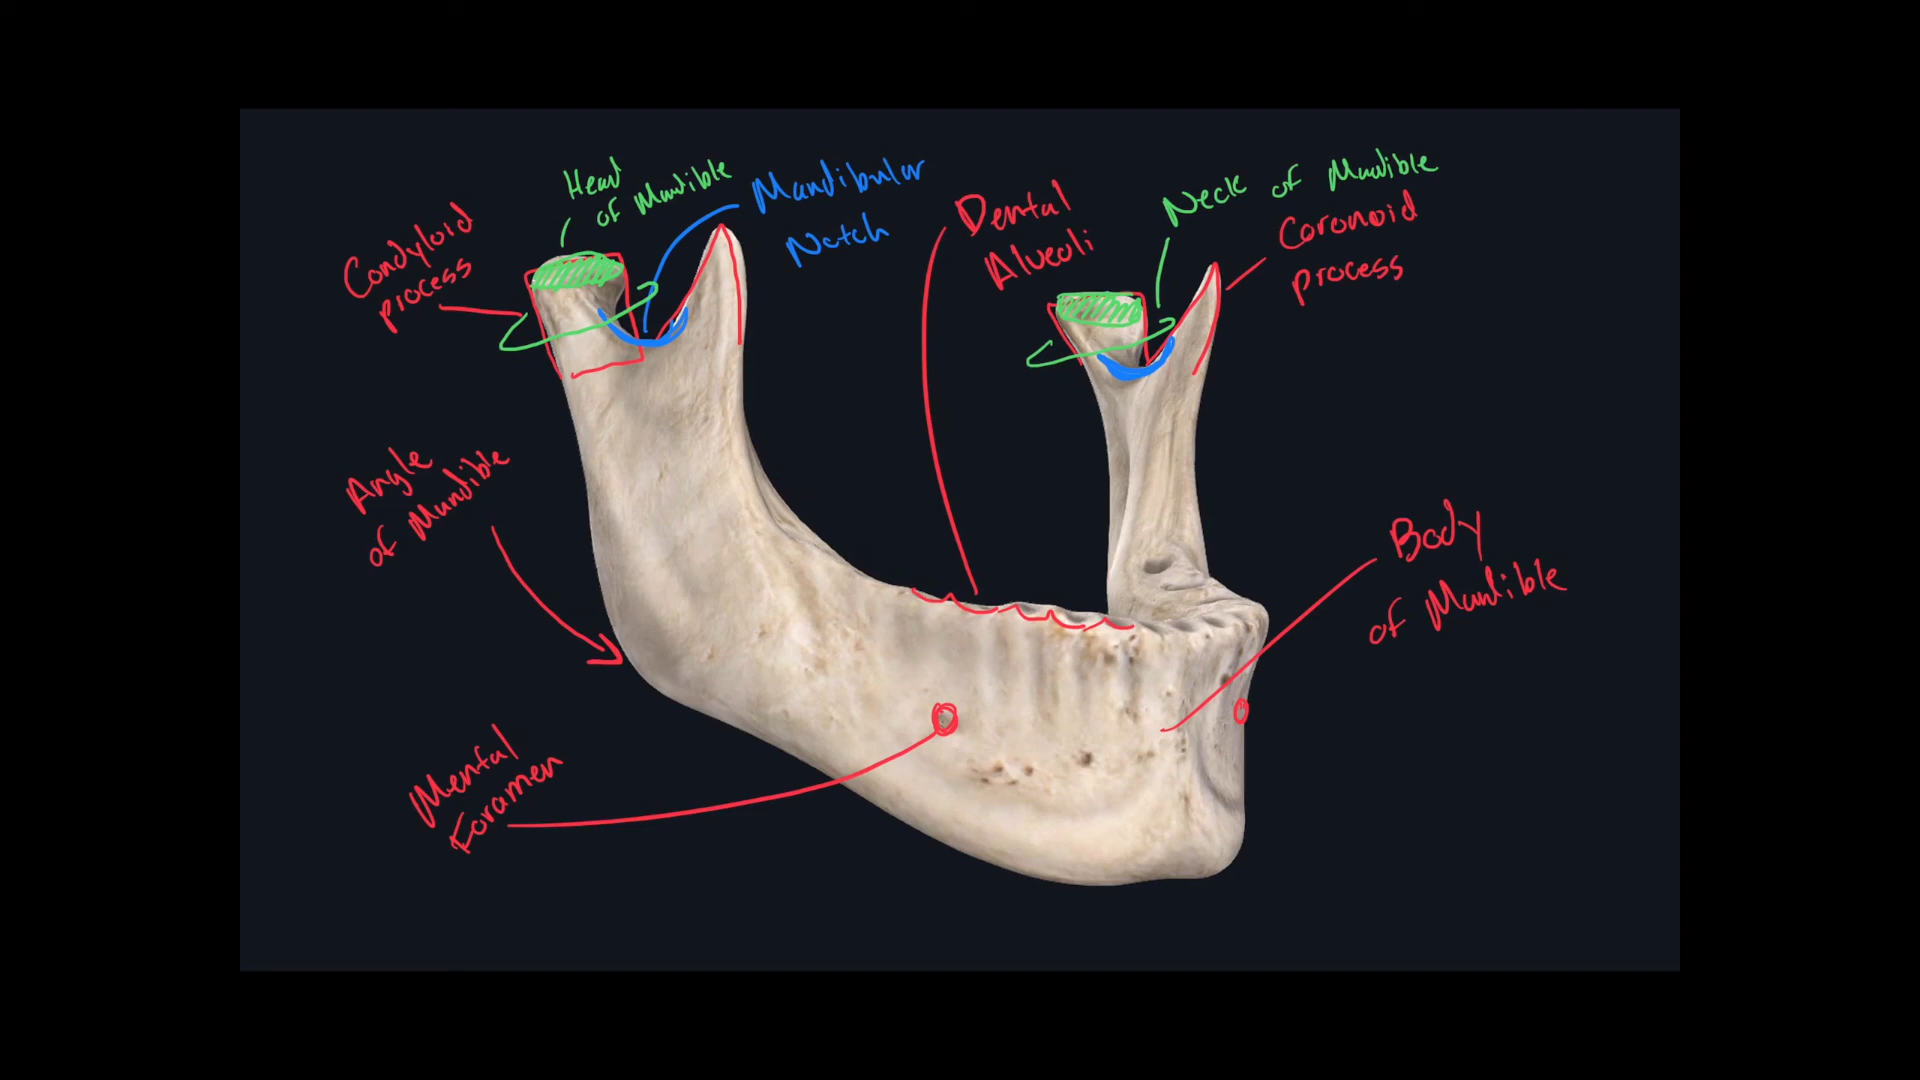 Head
of Mandible
Mandibular
Notch
Condyloid
process
Dental
Alveoli
Neck of Mandible
Coronoid
process
Angle
of Mandible
Body
of Mandible
Mental
Foramen